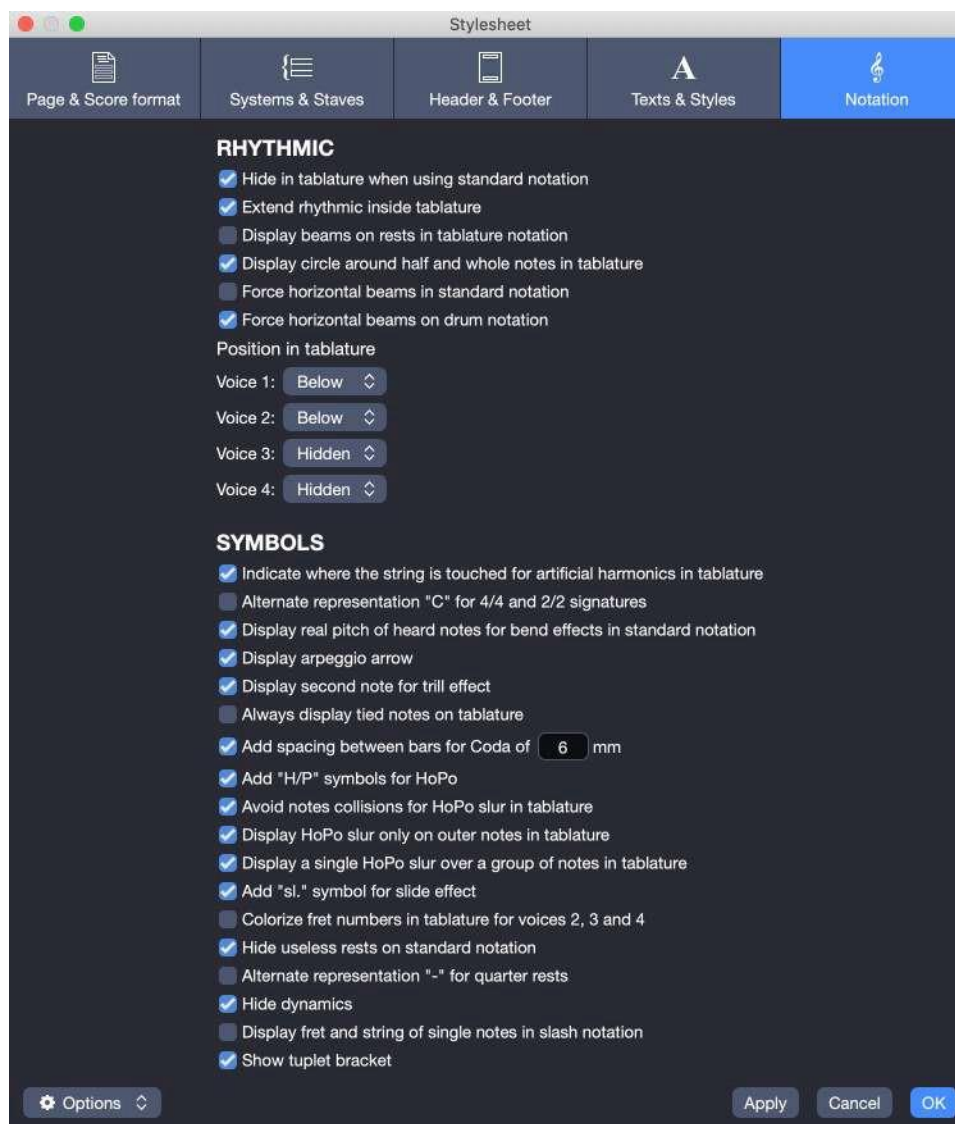 Stylesheet
Page & Score format
Systems & Staves
Header & Footer
A
Texts & Styles
Notation
RHYTHMIC
Hide in tablature when using standard notation
Extend rhythmic inside tablature
Display beams on rests in tablature notation
Display circle around half and whole notes in tablature
Force horizontal beams in standard notation
Force horizontal beams on drum notation
Position in tablature
Voice 1: Below
Voice 2: Below
Voice 3: Hidden
Voice 4: Hidden
SYMBOLS
Indicate where the string is touched for artificial harmonics in tablature
Alternate representation "C" for 4/4 and 2/2 signatures
Display real pitch of heard notes for bend effects in standard notation
Display arpeggio arrow
Display second note for trill effect
Always display tied notes on tablature
Add spacing between bars for Coda of 6 mm
Add "H/P" symbols for HoPo
Avoid notes collisions for HoPo slur in tablature
Display HoPo slur only on outer notes in tablature
Display a single HoPo slur over a group of notes in tablature
Add "sl." symbol for slide effect
Colorize fret numbers in tablature for voices 2, 3 and 4
Hide useless rests on standard notation
Alternate representation "-" for quarter rests
Hide dynamics
Display fret and string of single notes in slash notation
Show tuplet bracket
Options
Apply
Cancel
OK